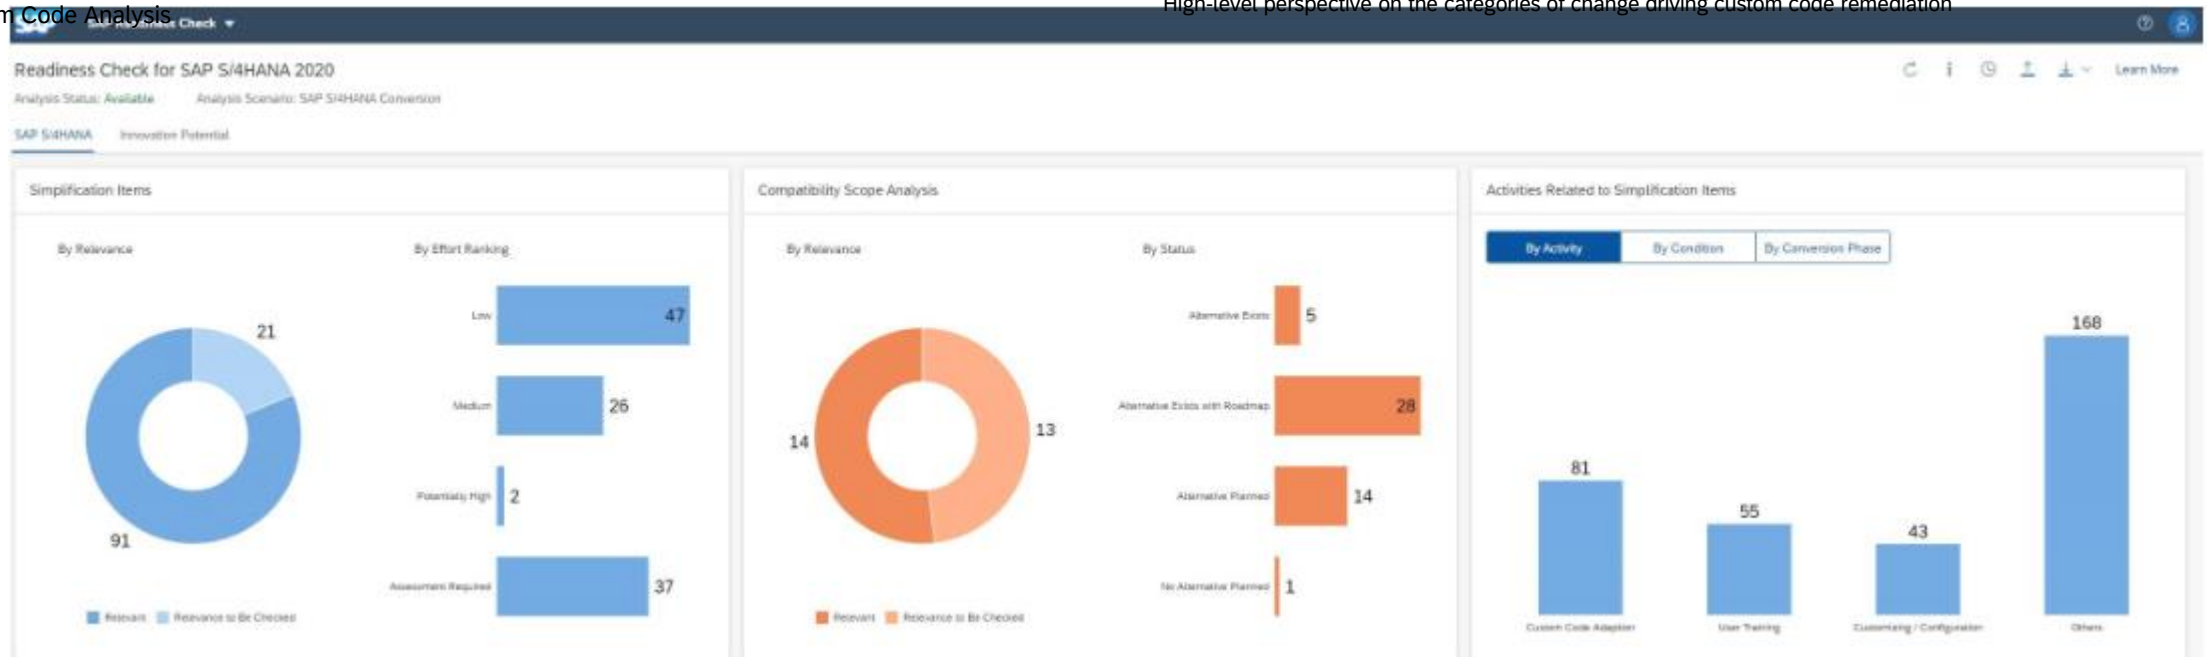 m Code Analysis
High-level perspective on the categories of change driving custom code remediation
SAP SAP Readiness Check
Readiness Check for SAP S/4HANA 2020
Learn More
Analysis Status: Available Analysis Scenario: SAP S/4HANA Conversion
SAP S/4HANA Innovation Potential
Simplification Items
By Relevance
By Effort Ranking
21
91
Low 47
Medium 26
Potentially High 2
Assessment Required 37
Relevant Relevance to Be Checked
Compatibility Scope Analysis
By Relevance
By Status
14
13
Alternative Exists 5
Alternative Exists with Roadmap 28
Alternative Planned 14
No Alternative Planned 1
Relevant Relevance to Be Checked
Activities Related to Simplification Items
By Activity By Condition By Conversion Phase
81
55
43
168
Custom Code Adaption User Training Customizing / Configuration Others